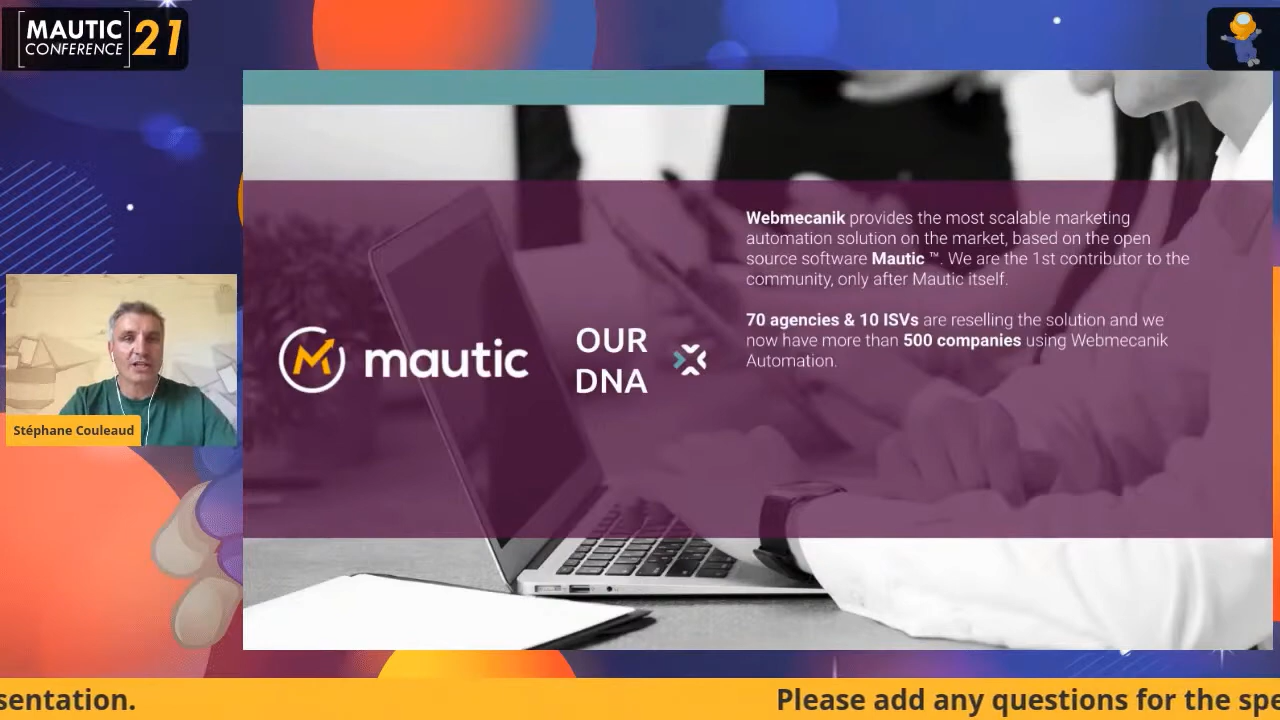 MAUTIC
CONFERENCE 21
Webmecanik provides the most scalable marketing
automation solution on the market, based on the open
source software Mautic ™. We are the 1st contributor to the
community, only after Mautic itself.
70 agencies & 10 ISVs are reselling the solution and we
now have more than 500 companies using Webmecanik
Automation.
mautic
OUR
DNA
Stéphane Couleaud
sentation.
Please add any questions for the spe